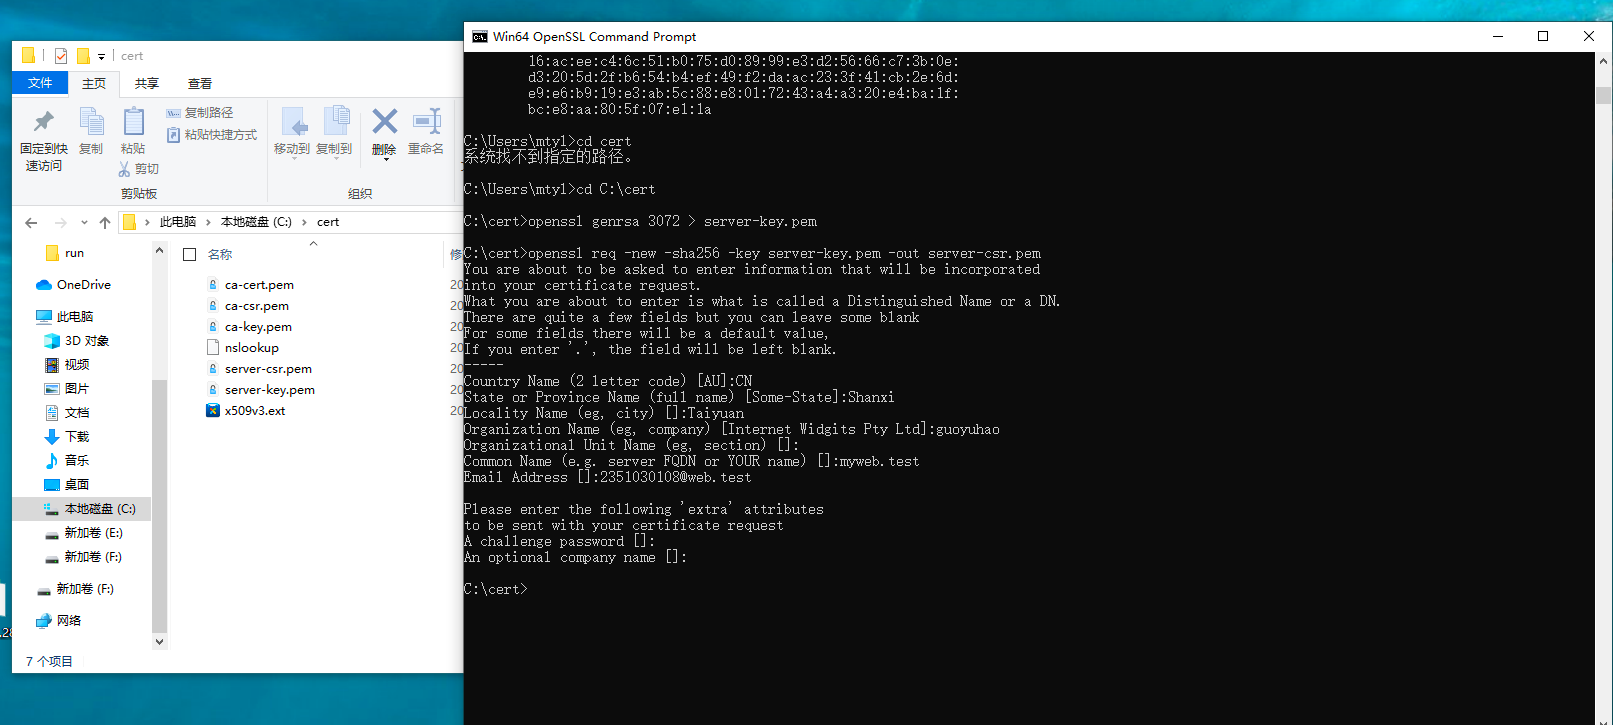 cert
文件
主页
共享
查看
固定到快
速访问
复制
粘贴
复制路径
粘贴快捷方式
剪切
剪贴板
移动到
复制到
删除
重命名
组织
此电脑
本地磁盘 (C:)
cert
run
OneDrive
此电脑
3D 对象
视频
图片
文档
下载
音乐
桌面
本地磁盘 (C:)
新加卷 (E:)
新加卷 (F:)
新加卷 (F:)
网络
名称
修
ca-cert.pem
20
ca-csr.pem
20
ca-key.pem
20
nslookup
20
server-csr.pem
20
server-key.pem
20
x509v3.ext
20
7 个项目
Win64 OpenSSL Command Prompt
16:ac:ee:c4:6c:51:b0:75:d0:89:99:e3:d2:56:66:c7:3b:0e:
d3:20:5d:2f:b6:54:b4:ef:49:f2:da:ac:23:3f:41:cb:2e:6d:
e9:e6:b9:19:e3:ab:5c:88:e8:01:72:43:a4:a3:20:e4:ba:1f:
bc:e8:aa:80:5f:07:e1:1a
C:\Users\mtyl>cd cert
系统找不到指定的路径。
C:\Users\mtyl>cd C:\cert
C:\cert>openssl genrsa 3072 > server-key.pem
C:\cert>openssl req -new -sha256 -key server-key.pem -out server-csr.pem
You are about to be asked to enter information that will be incorporated
into your certificate request.
What you are about to enter is what is called a Distinguished Name or a DN.
There are quite a few fields but you can leave some blank
For some fields there will be a default value,
If you enter '.', the field will be left blank.
-----
Country Name (2 letter code) [AU]:CN
State or Province Name (full name) [Some-State]:Shanxi
Locality Name (eg, city) []:Taiyuan
Organization Name (eg, company) [Internet Widgits Pty Ltd]:guoyuhao
Organizational Unit Name (eg, section) []:
Common Name (e.g. server FQDN or YOUR name) []:myweb.test
Email Address []:2351030108@web.test
Please enter the following 'extra' attributes
to be sent with your certificate request
A challenge password []:
An optional company name []:
C:\cert>